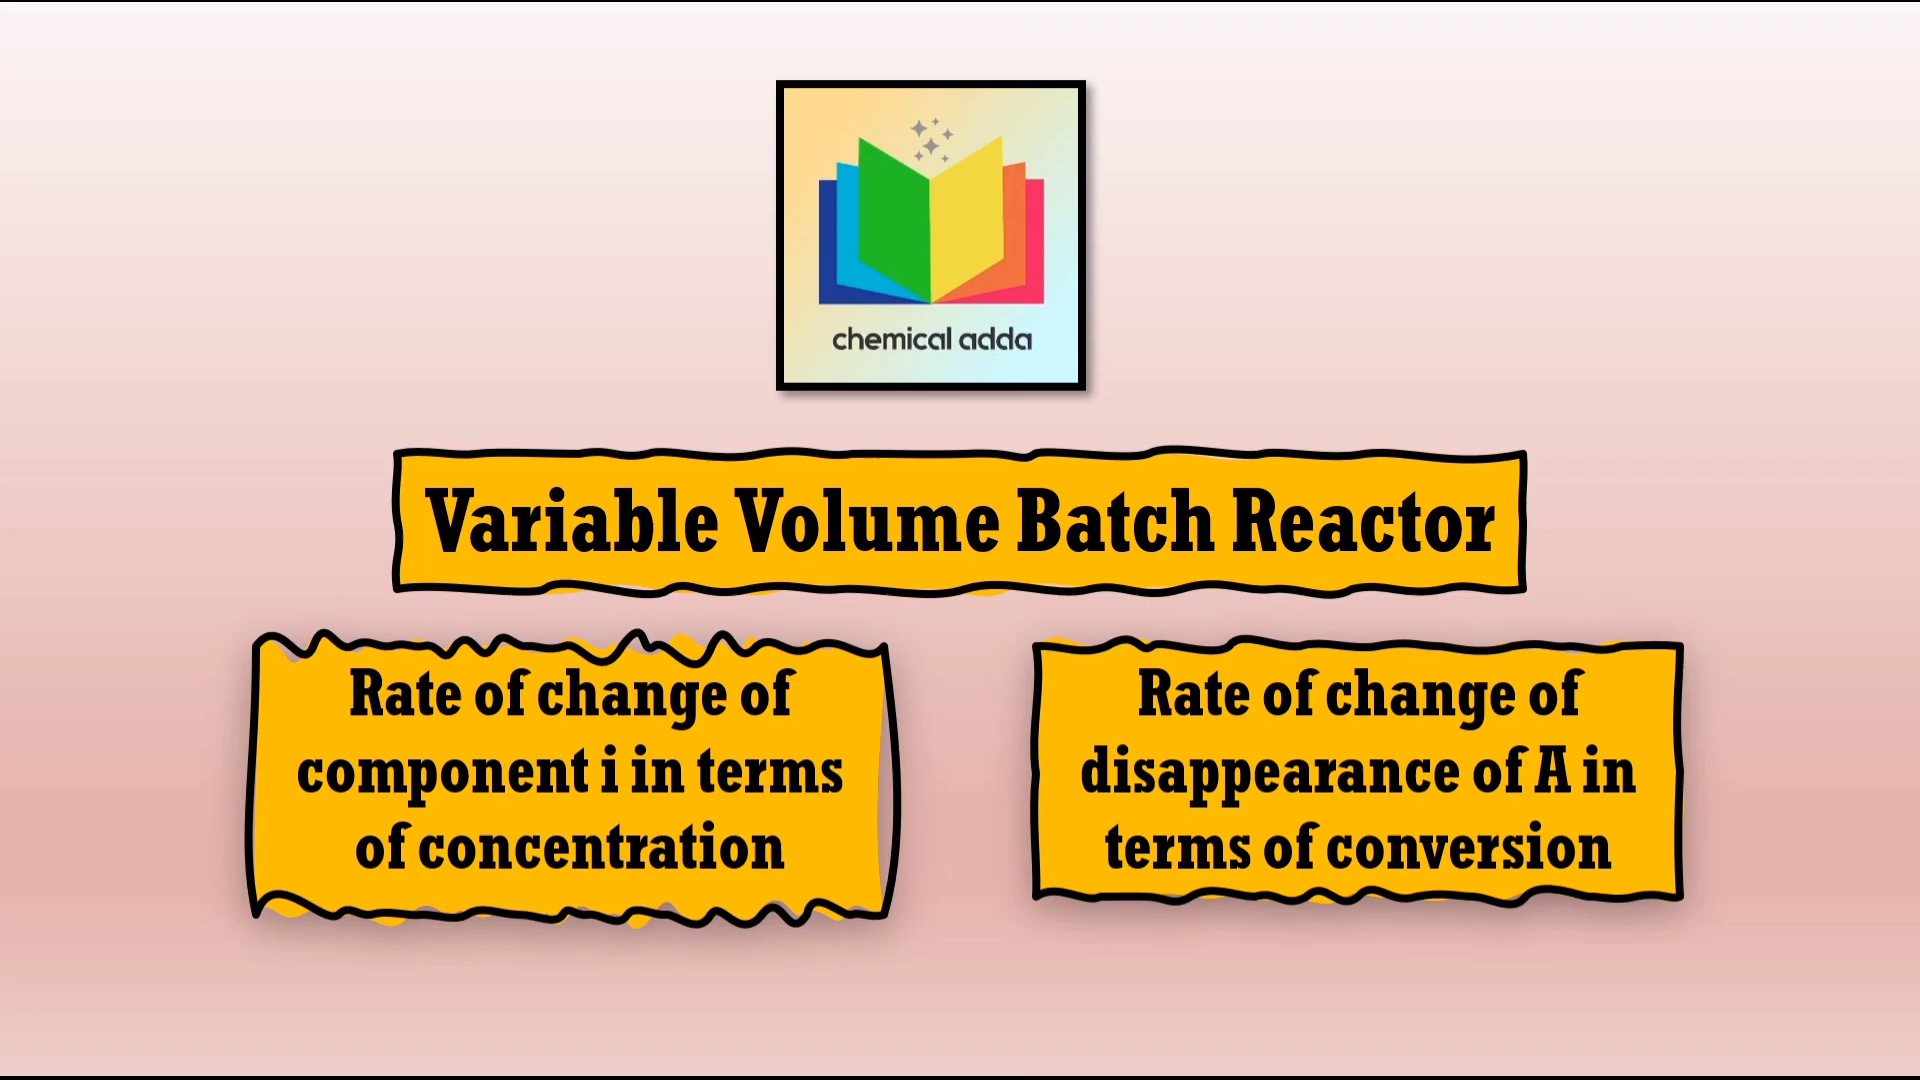 chemical adda
Variable Volume Batch Reactor
Rate of change of
component i in terms
of concentration
Rate of change of
disappearance of A in
terms of conversion